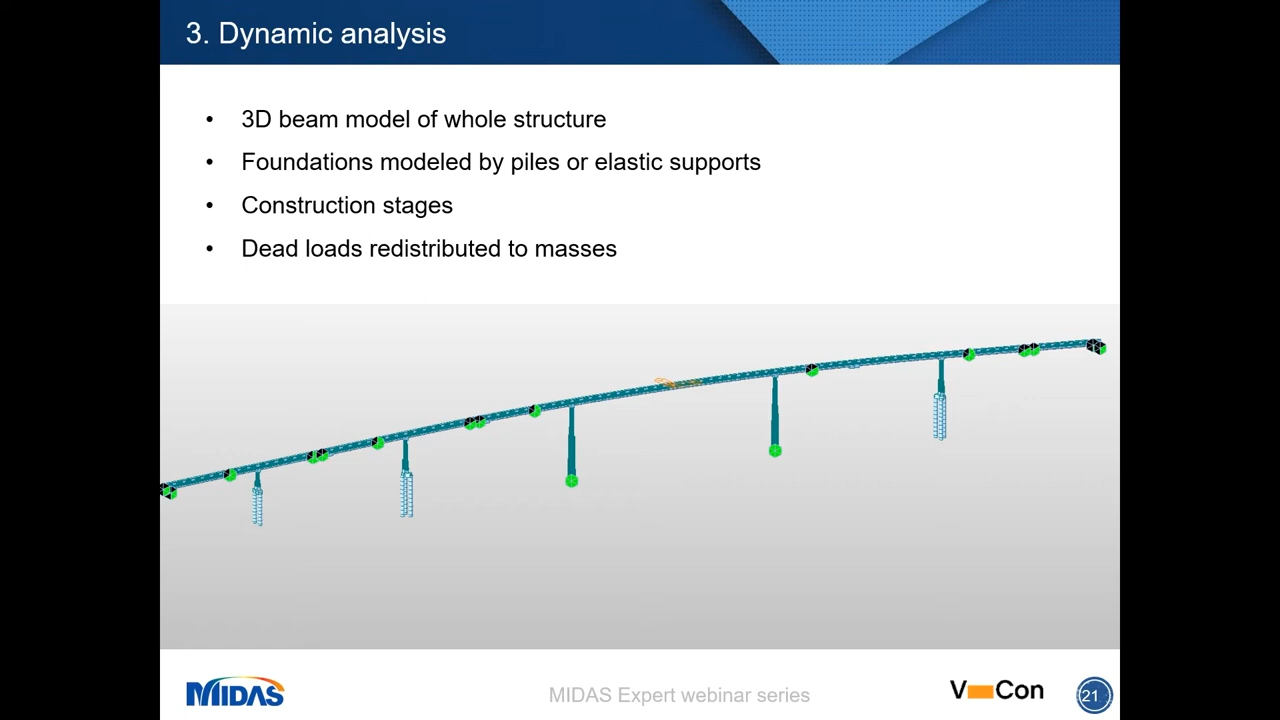 3. Dynamic analysis
• 3D beam model of whole structure
• Foundations modeled by piles or elastic supports
• Construction stages
• Dead loads redistributed to masses
MIDAS
MIDAS Expert webinar series
V Con
21